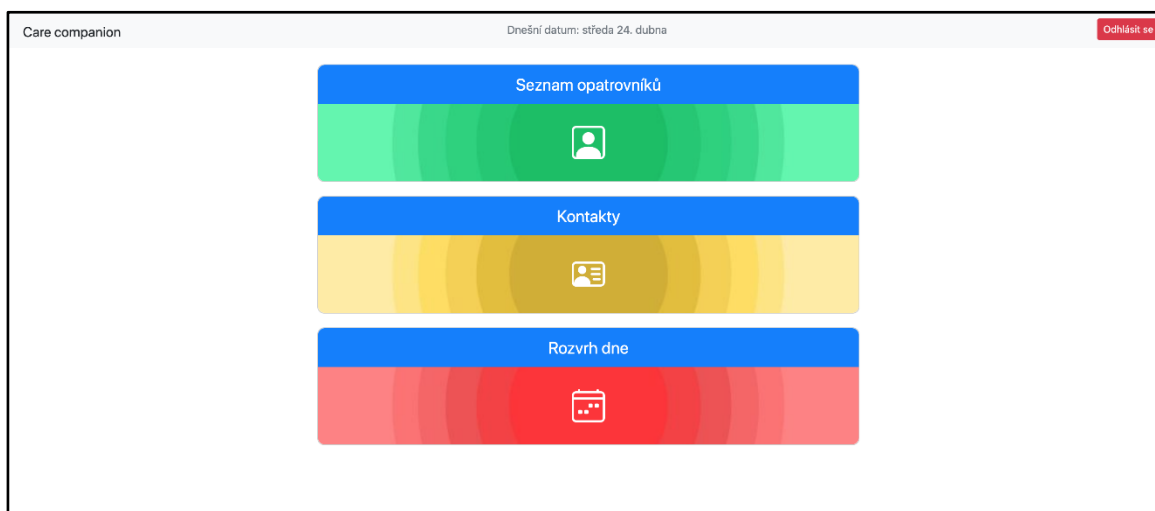 Care companion
Dnešní datum: středa 24. dubna
Odhlásit se
Seznam opatrovníků
Kontakty
Rozvrh dne